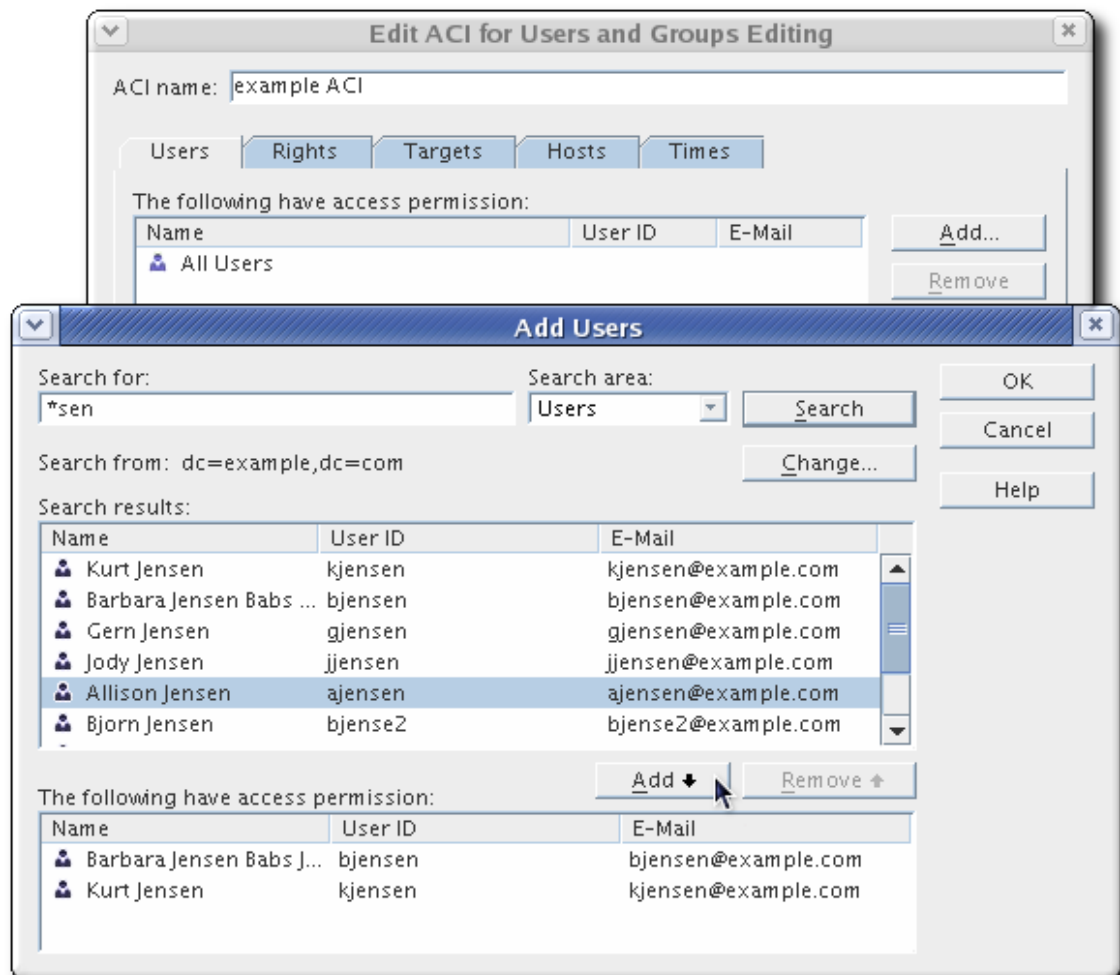 Edit ACI for Users and Groups Editing
ACI name: example ACI
Users Rights Targets Hosts Times
The following have access permission:
Name User ID E-Mail Add...
All Users
Remove
Add Users
Search for: Search area: OK
*sen Users Search
Cancel
Search from: dc=example,dc=com Change...
Help
Search results:
Name User ID E-Mail
Kurt Jensen kjensen kjensen@example.com
Barbara Jensen Babs ... bjensen bjensen@example.com
Gern Jensen gjensen gjensen@example.com
Jody Jensen jjensen jjensen@example.com
Allison Jensen ajensen ajensen@example.com
Bjorn Jensen bjense2 bjense2@example.com
Add Remove
The following have access permission:
Name User ID E-Mail
Barbara Jensen Babs J... bjensen bjensen@example.com
Kurt Jensen kjensen kjensen@example.com